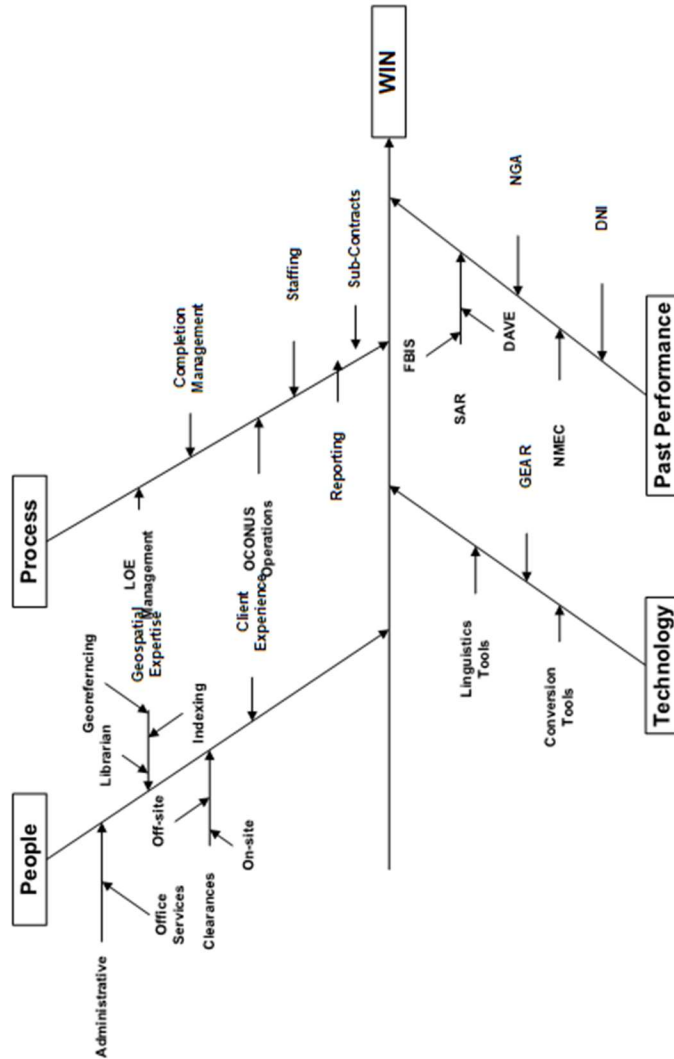 People
Process
Administrative
Office
Services
Librarian
Georeferncing
Indexing
Geospatial
Expertise
LOE
Management
Completion
Management
Off-site
On-site
Clearances
Client
Experience
OCONUS
Operations
Staffing
Reporting
Sub-Contracts
WIN
FBIS
SAR
DAVE
NGA
Linguistics
Tools
GEAR
NMEC
DNI
Conversion
Tools
Technology
Past Performance